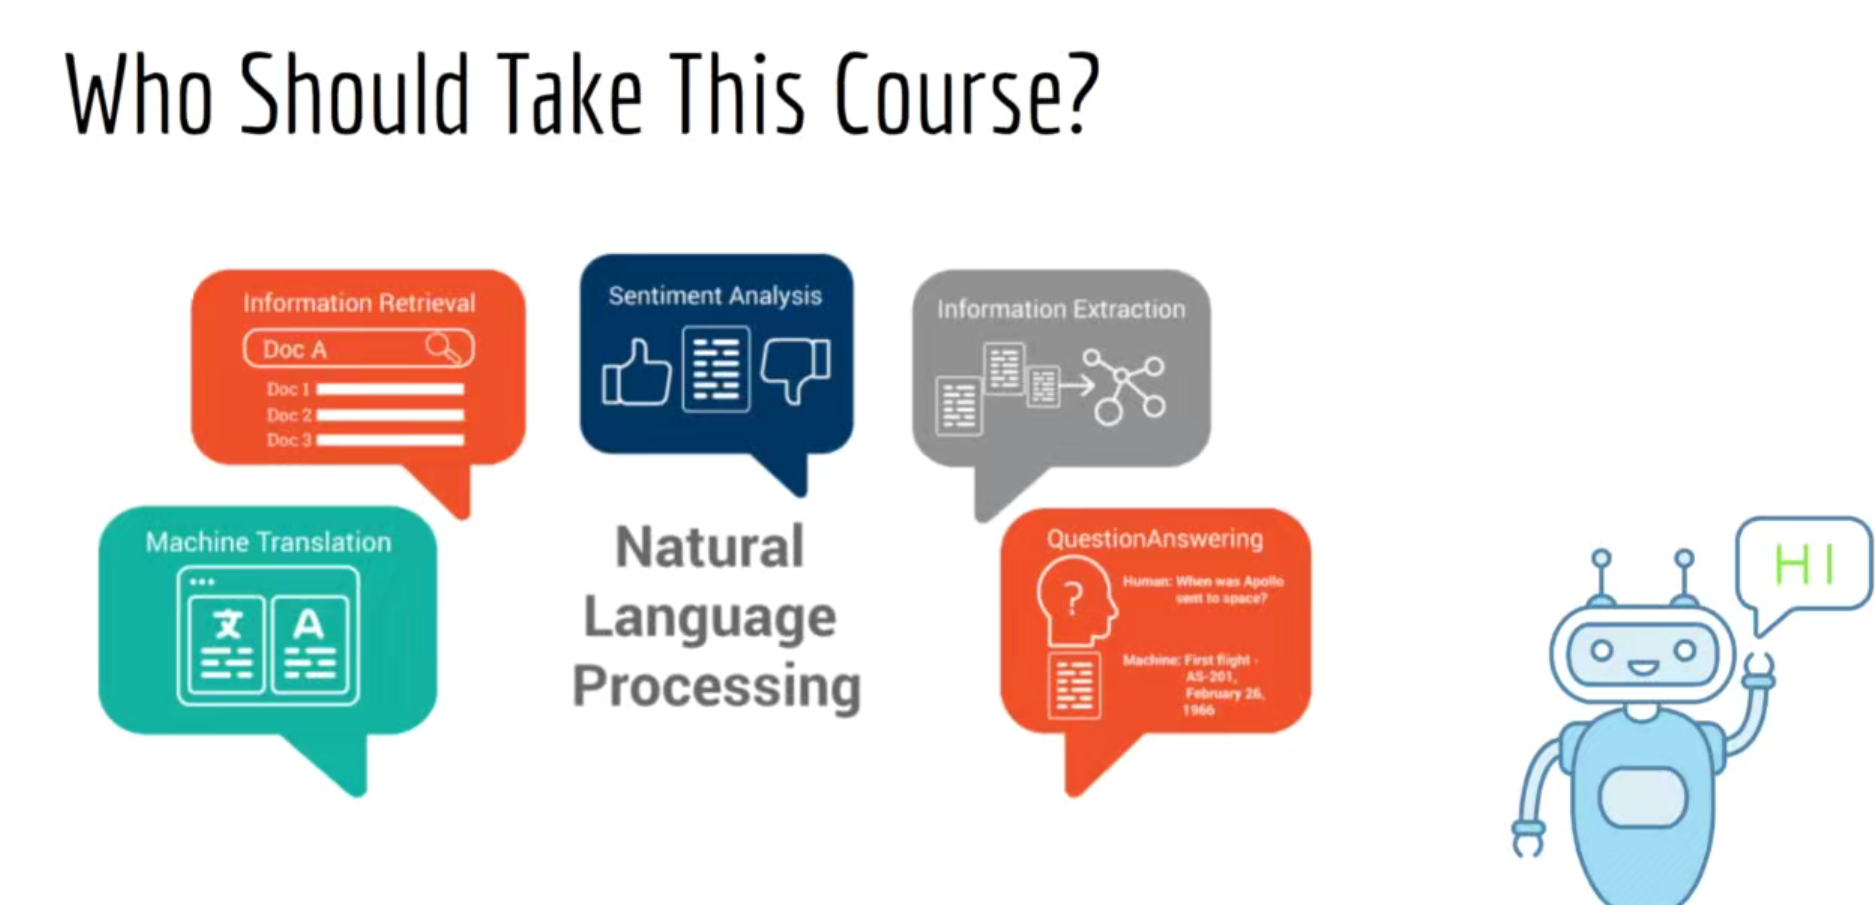 Who Should Take This Course?
Information Retrieval
Doc A
Doc 1
Doc 2
Doc 3
Sentiment Analysis
Information Extraction
Machine Translation
文 A
Natural
Language
Processing
QuestionAnswering
?
Human: When was Apollo
sent to space?
Machine: First flight -
AS-201,
February 26,
1966
HI